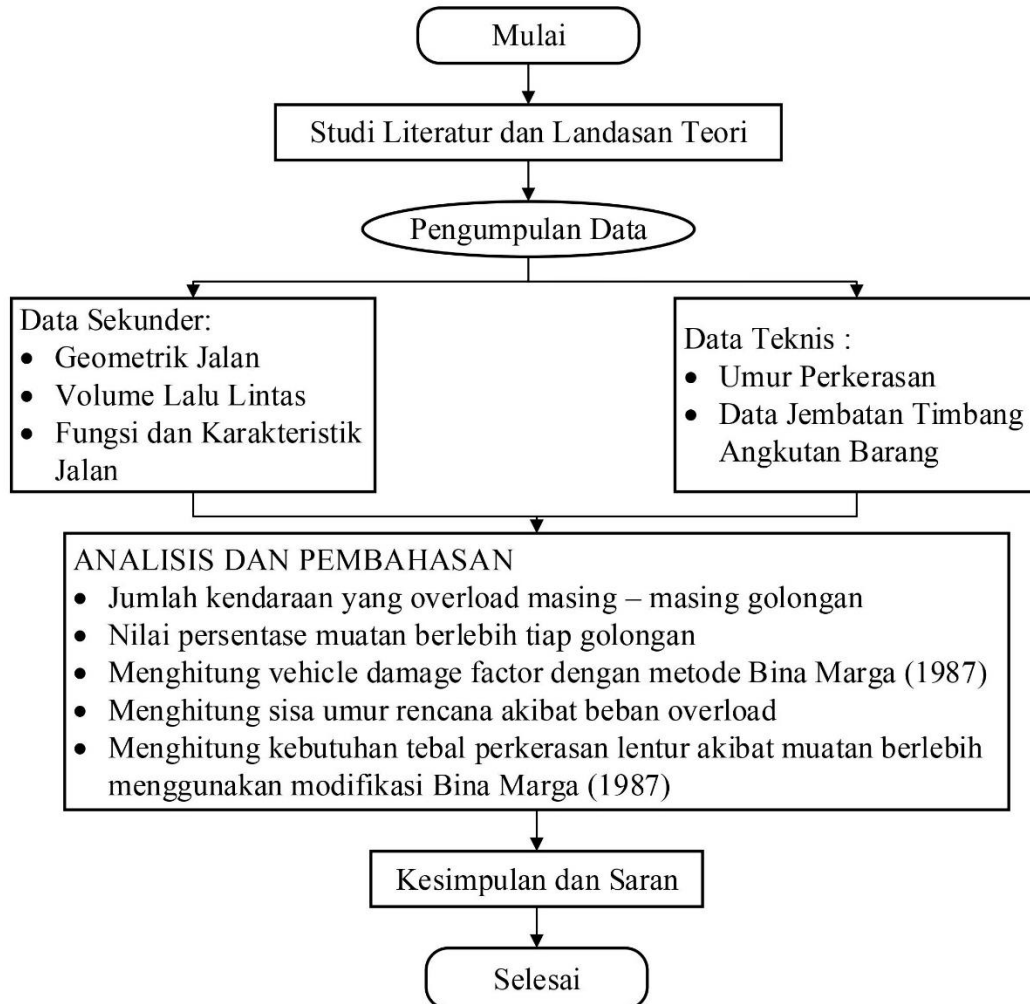 Mulai
Studi Literatur dan Landasan Teori
Pengumpulan Data
Data Sekunder:
• Geometrik Jalan
• Volume Lalu Lintas
• Fungsi dan Karakteristik
Jalan
Data Teknis :
• Umur Perkerasan
• Data Jembatan Timbang
Angkutan Barang
ANALISIS DAN PEMBAHASAN
• Jumlah kendaraan yang overload masing – masing golongan
• Nilai persentase muatan berlebih tiap golongan
• Menghitung vehicle damage factor dengan metode Bina Marga (1987)
• Menghitung sisa umur rencana akibat beban overload
• Menghitung kebutuhan tebal perkerasan lentur akibat muatan berlebih
menggunakan modifikasi Bina Marga (1987)
Kesimpulan dan Saran
Selesai